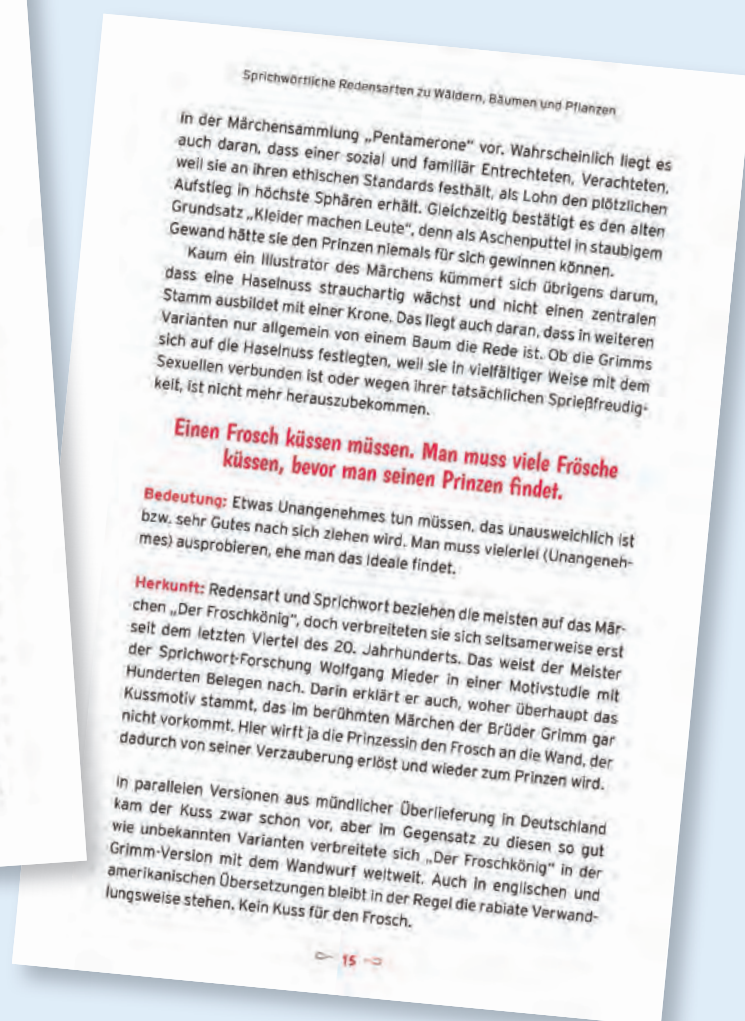 Sprichwörtliche Redensarten zu Wäldern, Bäumen und Pflanzen
in der Märchensammlung „Pentamerone“ vor. Wahrscheinlich liegt es
auch daran, dass einer sozial und familiär Entrechteten, Verachteten,
weil sie an ihren ethischen Standards festhält, als Lohn den plötzlichen
Aufstieg in höchste Sphären erhält. Gleichzeitig bestätigt es den alten
Grundsatz „Kleider machen Leute“, denn als Aschenputtel in staubigem
Gewand hätte sie den Prinzen niemals für sich gewinnen können.
Kaum ein Illustrator des Märchens kümmert sich übrigens darum,
dass eine Haselnuss strauchartig wächst und nicht einen zentralen
Stamm ausbildet mit einer Krone. Das liegt auch daran, dass in weiteren
Varianten nur allgemein von einem Baum die Rede ist. Ob die Grimms
sich auf die Haselnuss festlegten, weil sie in vielfältiger Weise mit dem
Sexuellen verbunden ist oder wegen ihrer tatsächlichen Sprießfreudig-
keit, ist nicht mehr herauszubekommen.
Einen Frosch küssen müssen. Man muss viele Frösche
küssen, bevor man seinen Prinzen findet.
Bedeutung: Etwas Unangenehmes tun müssen, das unausweichlich ist
bzw. sehr Gutes nach sich ziehen wird. Man muss vielerlei (Unangeneh-
mes) ausprobieren, ehe man das Ideale findet.
Herkunft: Redensart und Sprichwort beziehen die meisten auf das Mär-
chen „Der Froschkönig“, doch verbreiteten sie sich seltsamerweise erst
seit dem letzten Viertel des 20. Jahrhunderts. Das weist der Meister
der Sprichwort-Forschung Wolfgang Mieder in einer Motivstudie mit
Hunderten Belegen nach. Darin erklärt er auch, woher überhaupt das
Kussmotiv stammt, das im berühmten Märchen der Brüder Grimm gar
nicht vorkommt. Hier wirft ja die Prinzessin den Frosch an die Wand, der
dadurch von seiner Verzauberung erlöst und wieder zum Prinzen wird.
In parallelen Versionen aus mündlicher Überlieferung in Deutschland
kam der Kuss zwar schon vor, aber im Gegensatz zu diesen so gut
wie unbekannten Varianten verbreitete sich „Der Froschkönig“ in der
Grimm-Version mit dem Wandwurf weltweit. Auch in englischen und
amerikanischen Übersetzungen bleibt in der Regel die rabiate Verwand-
lungsweise stehen. Kein Kuss für den Frosch.
15